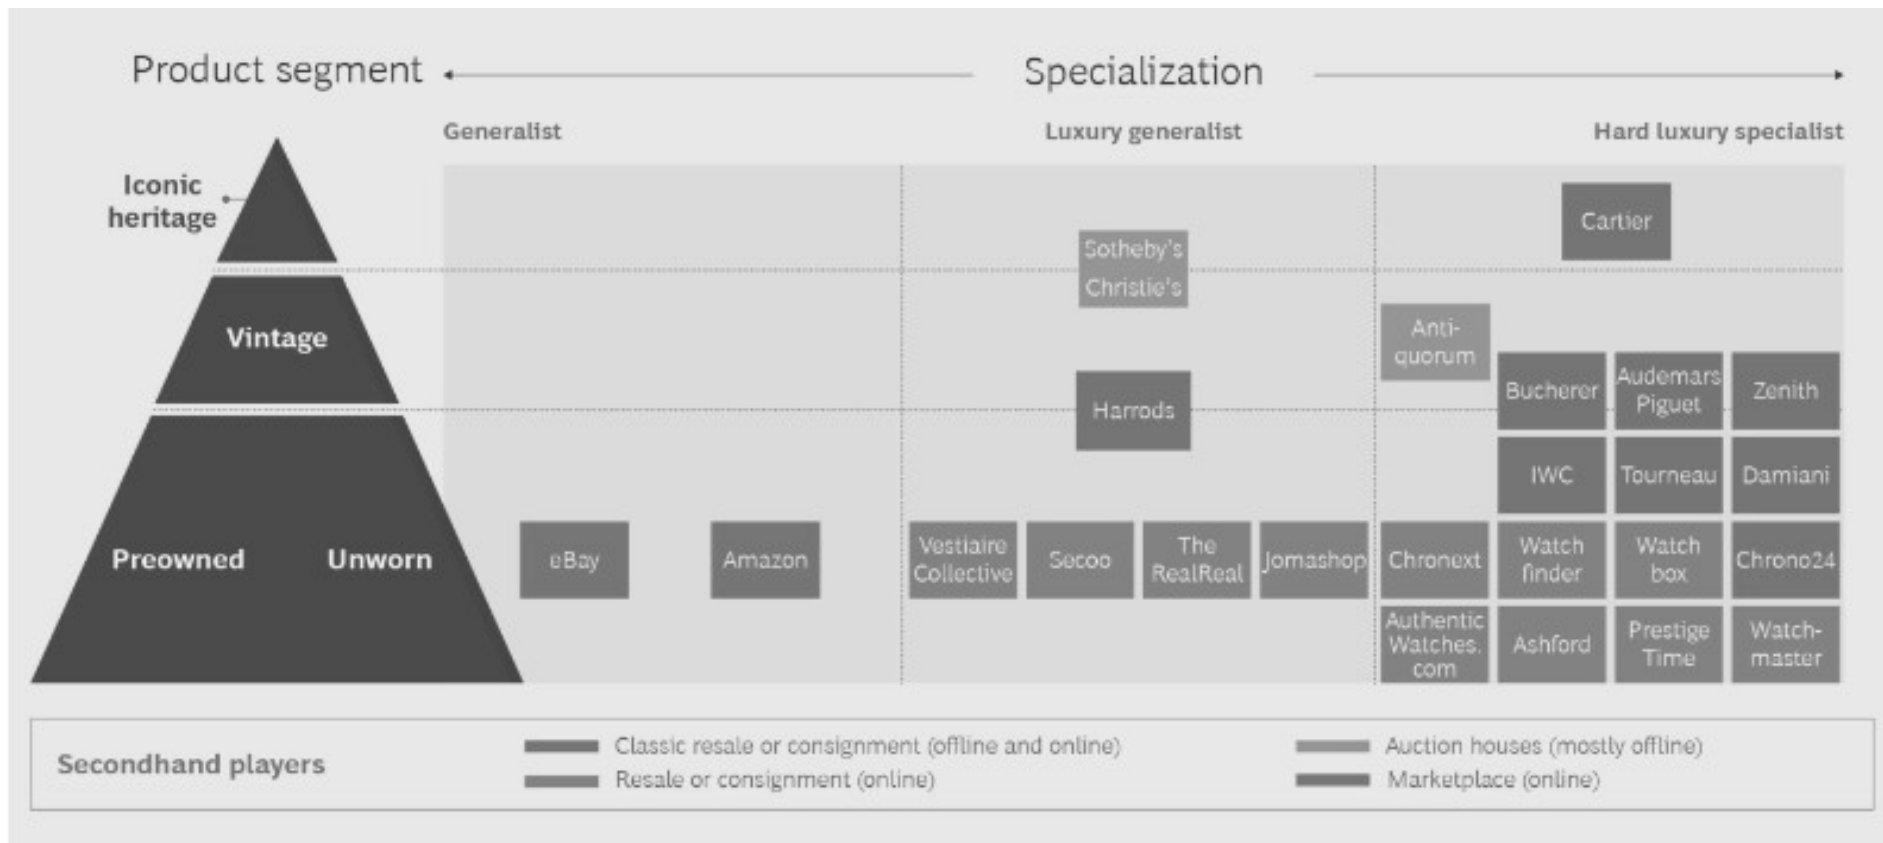 Product segment
Specialization
Generalist
Luxury generalist
Hard luxury specialist
Iconic
heritage
Cartier
Sotheby's
Christie's
Vintage
Anti-
quorum
Harrods
Bucherer
Audemars
Piguet
Zenith
IWC
Tourneau
Damiani
Preowned
Unworn
eBay
Amazon
Vestiaire
Collective
Secoo
The
RealReal
Jomashop
Chronext
Watch
finder
Watch
box
Chrono24
Authentic
Watches.
com
Ashford
Prestige
Time
Watch-
master
Secondhand players
Classic resale or consignment (offline and online)
Resale or consignment (online)
Auction houses (mostly offline)
Marketplace (online)